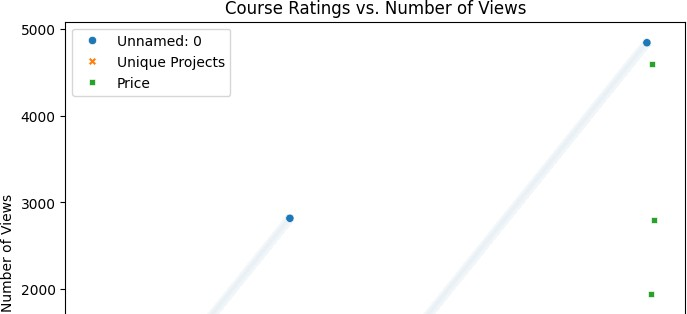 Course Ratings vs. Number of Views
5000
Unnamed: 0
Unique Projects
Price
4000
3000
2000
Number of Views